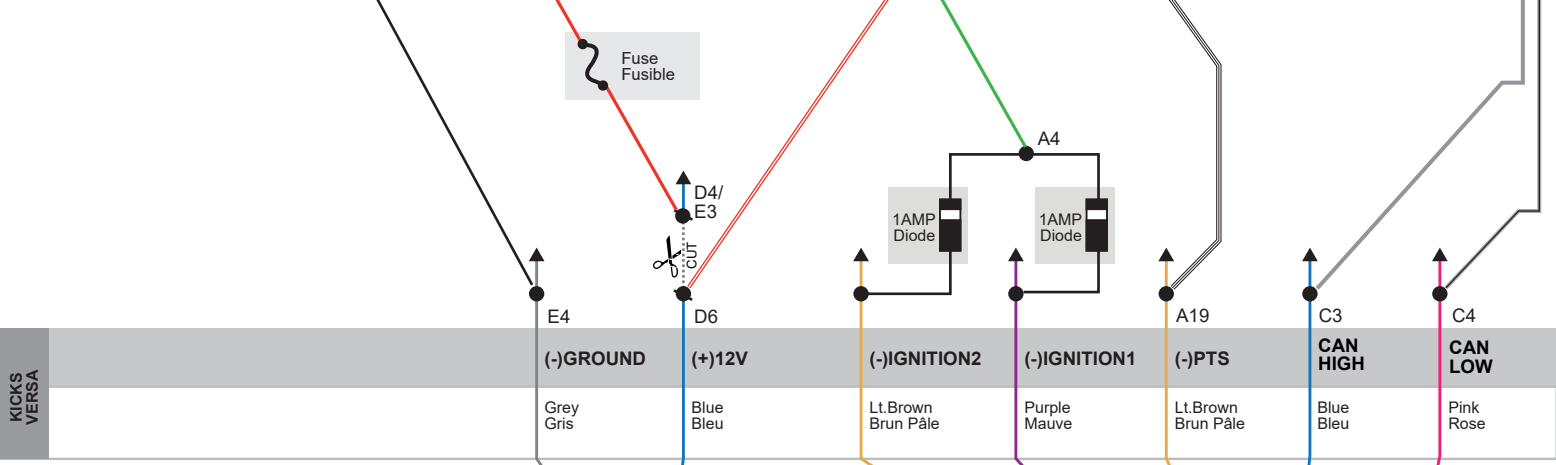 Fuse
Fusible
A4
D4/
E3
1AMP
Diode
1AMP
Diode
CUT
E4
D6
A19
C3
C4
KICKS
VERSA
(-)GROUND
(+)12V
(-)IGNITION2
(-)IGNITION1
(-)PTS
CAN
HIGH
CAN
LOW
Grey
Gris
Blue
Bleu
Lt.Brown
Brun Pâle
Purple
Mauve
Lt.Brown
Brun Pâle
Blue
Bleu
Pink
Rose